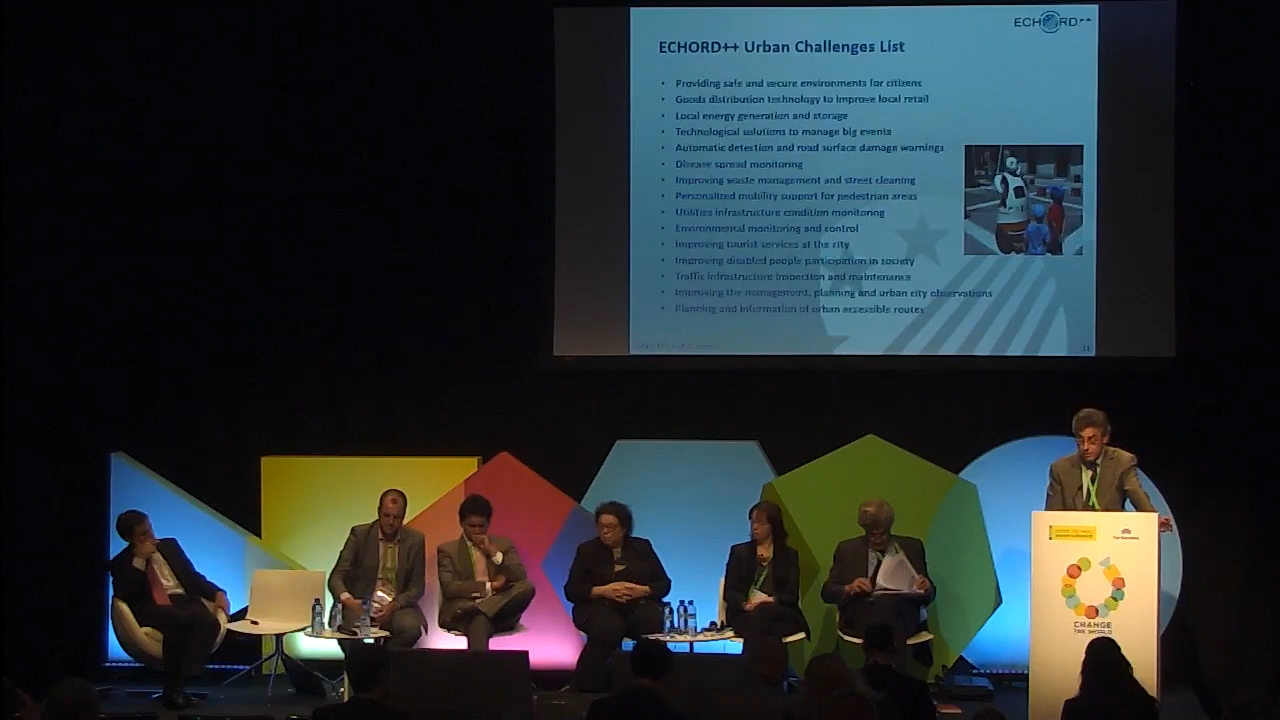 ECHORD++
ECHORD++ Urban Challenges List
• Providing safe and secure environments for citizens
• Goods distribution technology to improve local retail
• Local energy generation and storage
• Technological solutions to manage big events
• Automatic detection and road surface damage warnings
• Disease spread monitoring
• Improving waste management and street cleaning
• Personalized mobility support for pedestrian areas
• Utilities infrastructure condition monitoring
• Environmental monitoring and control
• Improving tourist services at the city
• Improving disabled people participation in society
• Traffic infrastructure inspection and maintenance
• Improving the management, planning and urban city observations
• Planning and information of urban accessible routes
CHANGE
THE WORLD